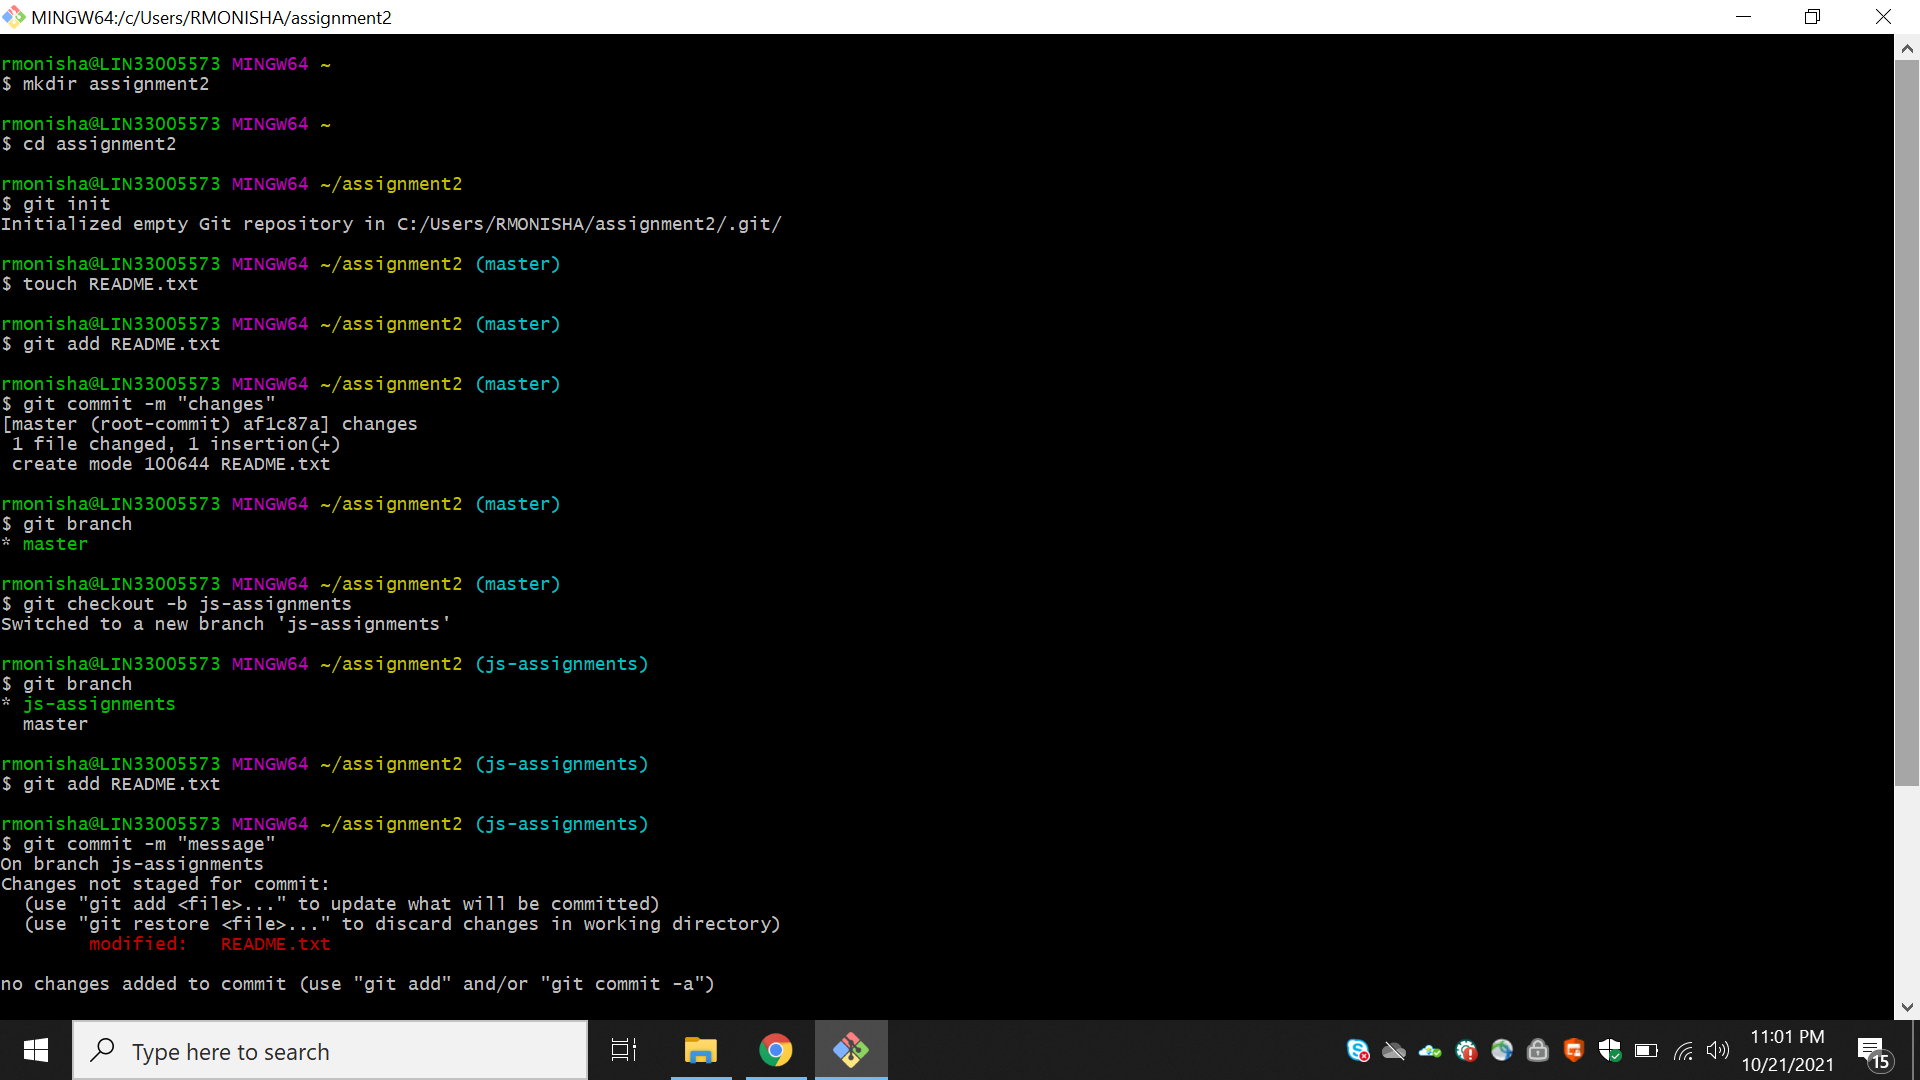 MINGW64:/c/Users/RMONISHA/assignment2
rmonisha@LIN33005573 MINGW64 ~
$ mkdir assignment2
rmonisha@LIN33005573 MINGW64 ~
$ cd assignment2
rmonisha@LIN33005573 MINGW64 ~/assignment2
$ git init
Initialized empty Git repository in C:/Users/RMONISHA/assignment2/.git/
rmonisha@LIN33005573 MINGW64 ~/assignment2 (master)
$ touch README.txt
rmonisha@LIN33005573 MINGW64 ~/assignment2 (master)
$ git add README.txt
rmonisha@LIN33005573 MINGW64 ~/assignment2 (master)
$ git commit -m "changes"
[master (root-commit) af1c87a] changes
 1 file changed, 1 insertion(+)
 create mode 100644 README.txt
rmonisha@LIN33005573 MINGW64 ~/assignment2 (master)
$ git branch
* master
rmonisha@LIN33005573 MINGW64 ~/assignment2 (master)
$ git checkout -b js-assignments
Switched to a new branch 'js-assignments'
rmonisha@LIN33005573 MINGW64 ~/assignment2 (js-assignments)
$ git branch
* js-assignments
  master
rmonisha@LIN33005573 MINGW64 ~/assignment2 (js-assignments)
$ git add README.txt
rmonisha@LIN33005573 MINGW64 ~/assignment2 (js-assignments)
$ git commit -m "message"
On branch js-assignments
Changes not staged for commit:
  (use "git add <file>..." to update what will be committed)
  (use "git restore <file>..." to discard changes in working directory)
        modified:   README.txt
no changes added to commit (use "git add" and/or "git commit -a")
Type here to search
11:01 PM
10/21/2021
15